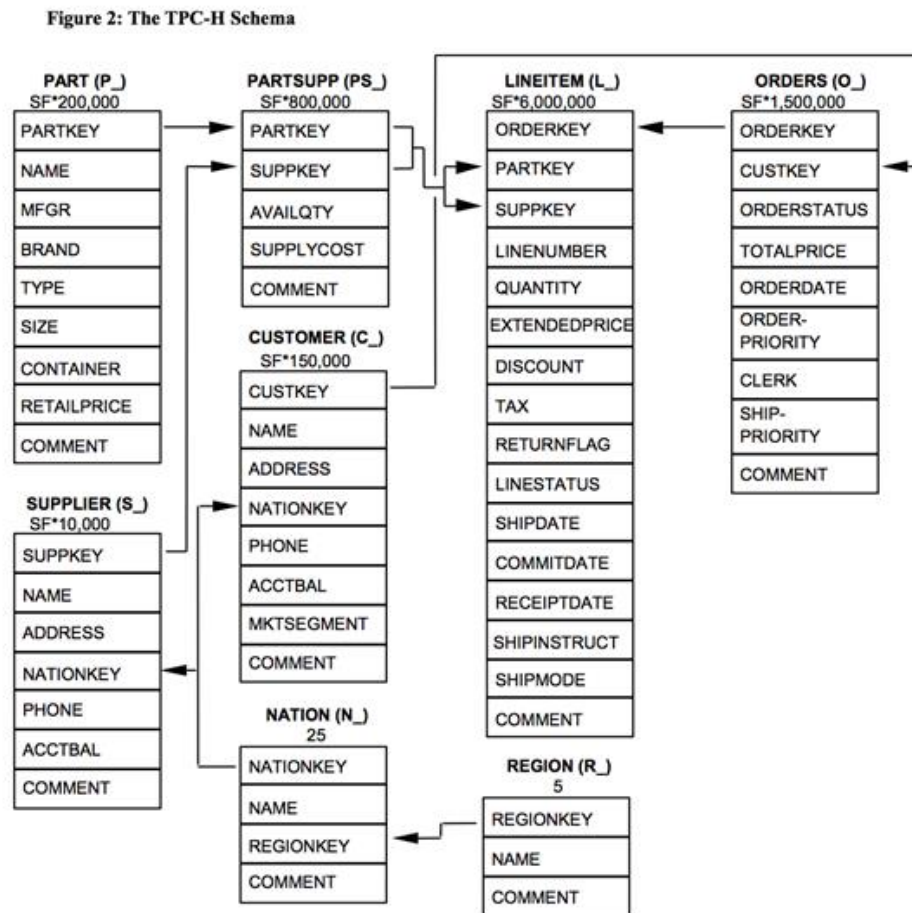 Figure 2: The TPC-H Schema
PART (P_)
SF*200,000
PARTKEY
NAME
MFGR
BRAND
TYPE
SIZE
CONTAINER
RETAILPRICE
COMMENT
SUPPLIER (S_)
SF*10,000
SUPPKEY
NAME
ADDRESS
NATIONKEY
PHONE
ACCTBAL
COMMENT
PARTSUPP (PS_)
SF*800,000
PARTKEY
SUPPKEY
AVAILQTY
SUPPLYCOST
COMMENT
CUSTOMER (C_)
SF*150,000
CUSTKEY
NAME
ADDRESS
NATIONKEY
PHONE
ACCTBAL
MKTSEGMENT
COMMENT
NATION (N_)
25
NATIONKEY
NAME
REGIONKEY
COMMENT
LINEITEM (L_)
SF*6,000,000
ORDERKEY
PARTKEY
SUPPKEY
LINENUMBER
QUANTITY
EXTENDEDPRICE
DISCOUNT
TAX
RETURNFLAG
LINESTATUS
SHIPDATE
COMMITDATE
RECEIPTDATE
SHIPINSTRUCT
SHIPMODE
COMMENT
REGION (R_)
5
REGIONKEY
NAME
COMMENT
ORDERS (O_)
SF*1,500,000
ORDERKEY
CUSTKEY
ORDERSTATUS
TOTALPRICE
ORDERDATE
ORDER-
PRIORITY
CLERK
SHIP-
PRIORITY
COMMENT